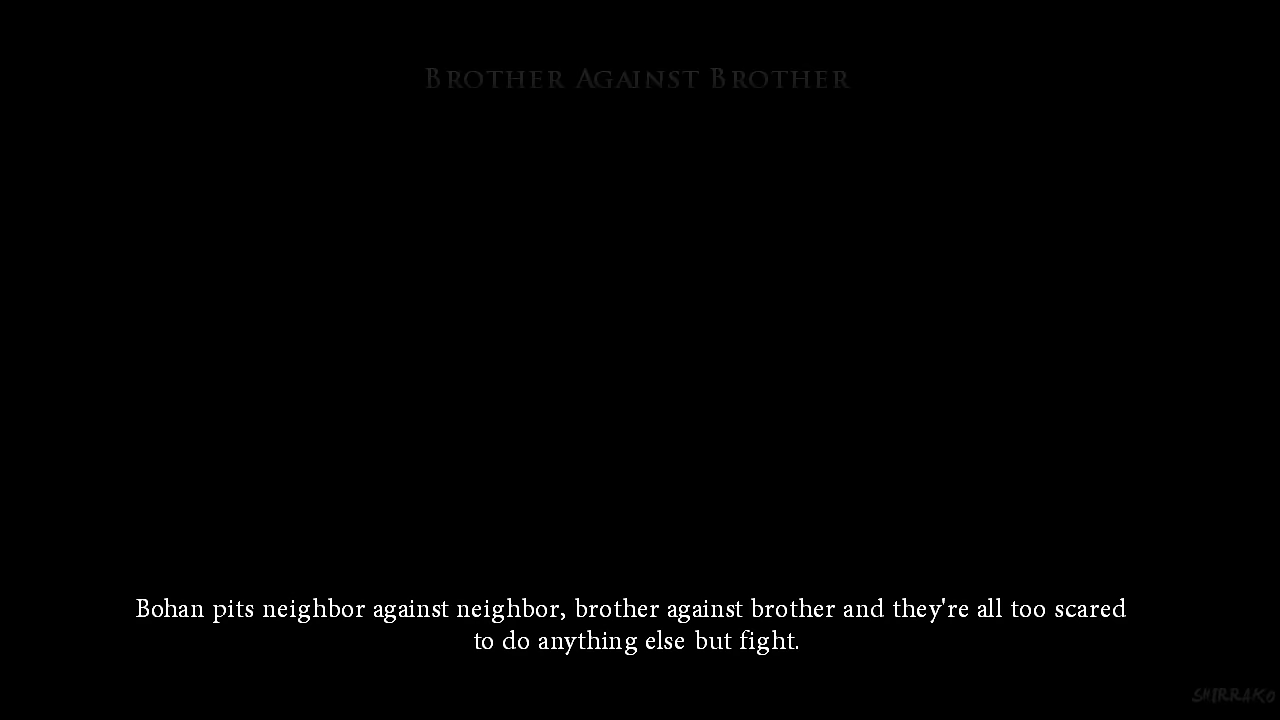 Brother Against Brother
Bohan pits neighbor against neighbor, brother against brother and they're all too scared
to do anything else but fight.
SHIRRAKO